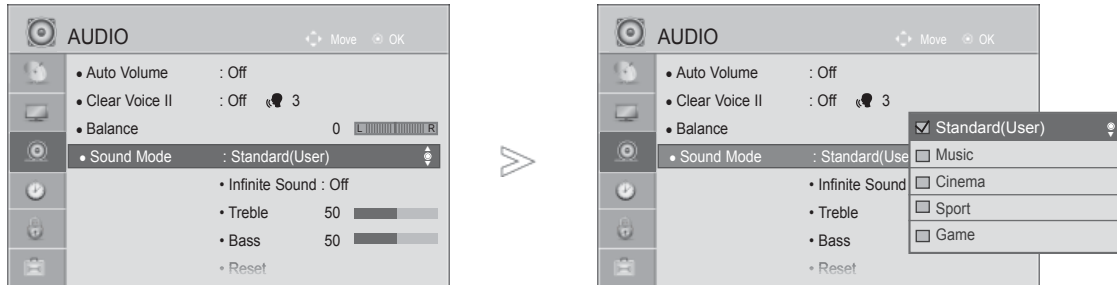 AUDIO
Move OK
• Auto Volume : Off
• Clear Voice II : Off 3
• Balance 0 L R
• Sound Mode : Standard(User)
• Infinite Sound : Off
• Treble 50
• Bass 50
• Reset
>
AUDIO
Move OK
• Auto Volume : Off
• Clear Voice II : Off 3
• Balance
• Sound Mode : Standard(Use
• Infinite Sound
• Treble
• Bass
• Reset
Standard(User)
Music
Cinema
Sport
Game